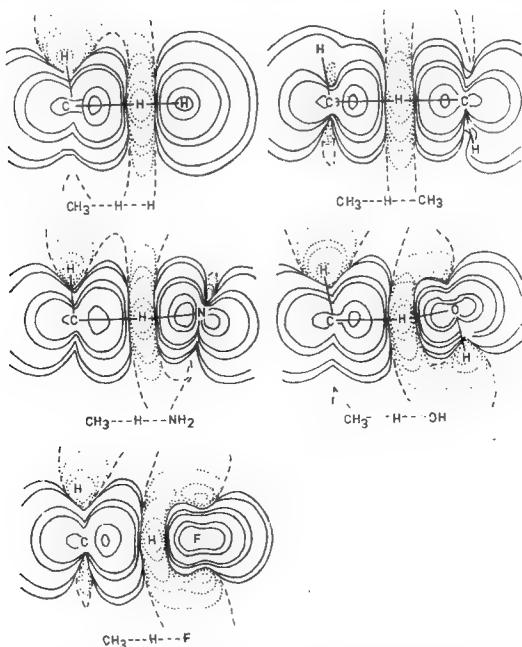 H
C H H
CH₃---H---H
H
C H C
H
CH₃---H---CH₃
H
C H N
CH₃---H---NH₂
H
C H O
H
CH₃- -H---OH
H
C H F
CH₃---H---F